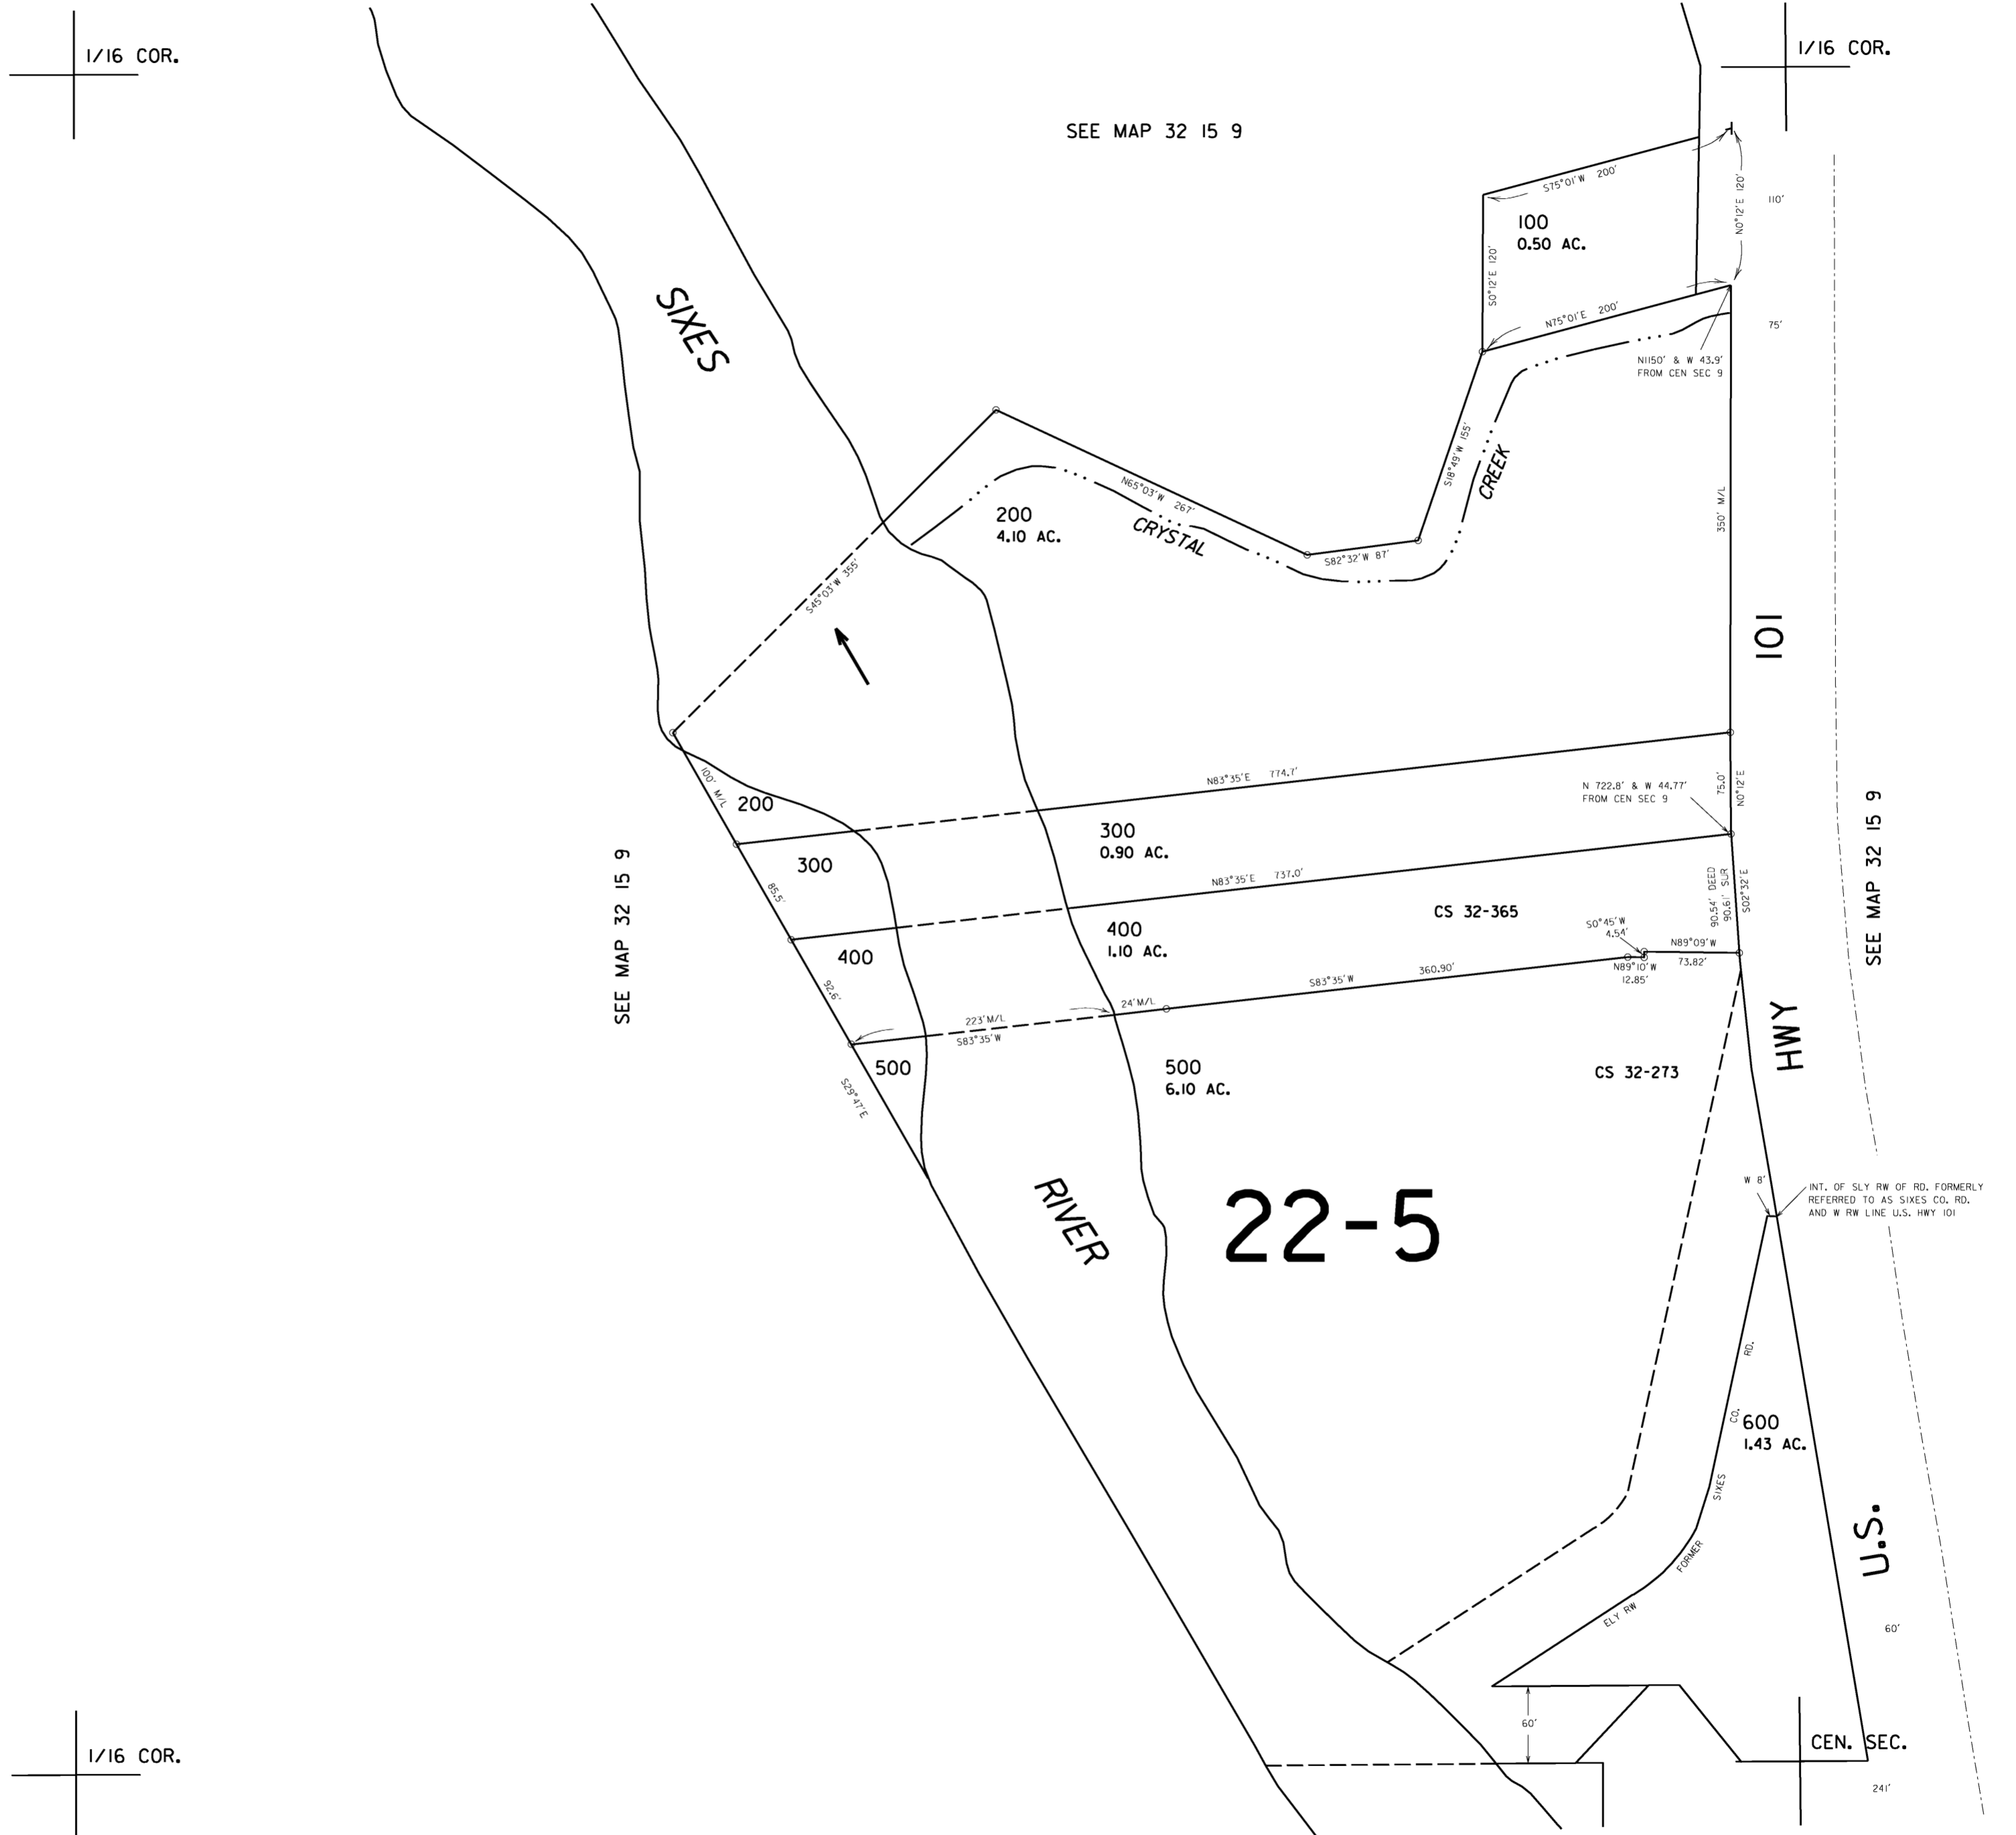 1/16 COR.
1/16 COR.
SEE MAP 32 15 9
S75°01'W 200'
N0°12'E 120'
110'
100
0.50 AC.
S0°12'E 120'
N75°01'E 200'
75'
N1150' & W 43.9'
FROM CEN SEC 9
SIXES
S18°49'W 155'
CREEK
N65°03'W 267'
200
4.10 AC.
CRYSTAL
S82°32'W 87'
350' M/L
S45°03'W 355'
101
100' M/L
200
N83°35'E 774.7'
N 722.8' & W 44.77'
FROM CEN SEC 9
75.0'
N0°12'E
SEE MAP 32 15 9
300
0.90 AC.
300
85.5'
N83°35'E 737.0'
90.54' DEED
90.61' SUR
S02°32'E
SEE MAP 32 15 9
CS 32-365
S0°45'W
4.54'
N89°09'W
73.82'
N89°10'W
12.85'
400
1.10 AC.
400
92.6'
S83°35'W 360.90'
24' M/L
223' M/L
S83°35'W
500
S29°47'E
500
6.10 AC.
CS 32-273
HWY
RIVER
22-5
W 8'
INT. OF SLY RW OF RD. FORMERLY
REFERRED TO AS SIXES CO. RD.
AND W RW LINE U.S. HWY 101
RD.
CO.
600
1.43 AC.
SIXES
FORMER
ELY RW
U.S.
60'
60'
1/16 COR.
CEN. SEC.
241'